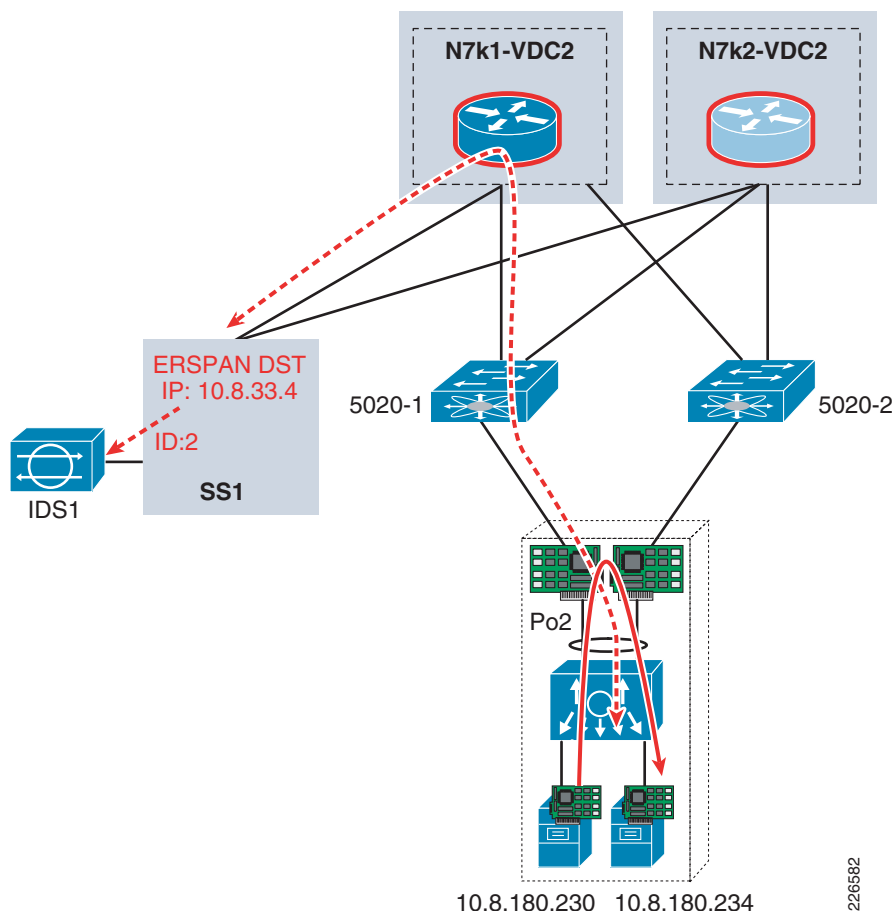 N7k1-VDC2
N7k2-VDC2
ERSPAN DST
IP: 10.8.33.4
5020-1
5020-2
ID:2
SS1
IDS1
Po2
10.8.180.230
10.8.180.234
226582